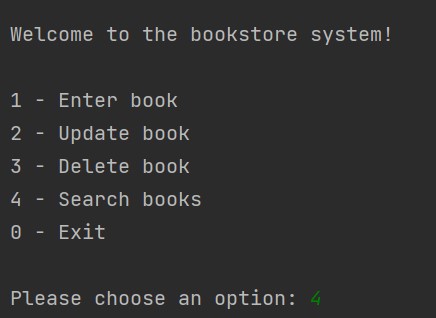 Welcome to the bookstore system!
1 - Enter book
2 - Update book
3 - Delete book
4 - Search books
0 - Exit
Please choose an option: 4